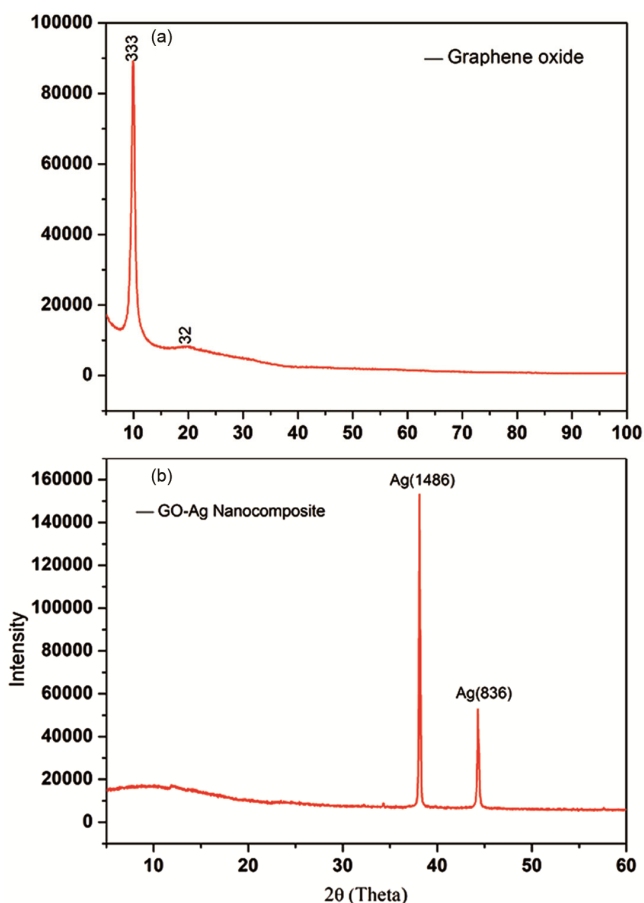 100000
(a)
333
— Graphene oxide
80000
60000
40000
20000
32
0
10 20 30 40 50 60 70 80 90 100
160000
(b)
Ag(1486)
— GO-Ag Nanocomposite
140000
120000
100000
80000
Ag(836)
60000
40000
20000
0
Intensity
10 20 30 40 50 60
2θ (Theta)